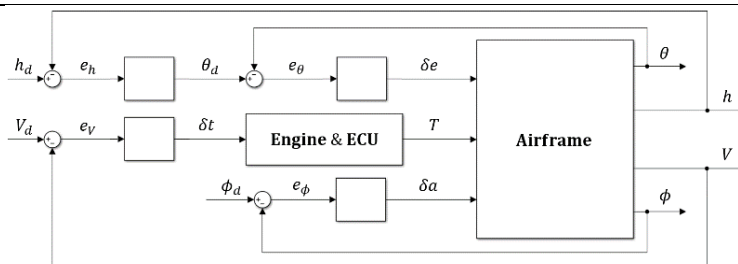 h_d e_h θ_d e_θ δe θ
h
V_d e_V δt Engine & ECU T Airframe
V
ϕ_d e_ϕ δa ϕ